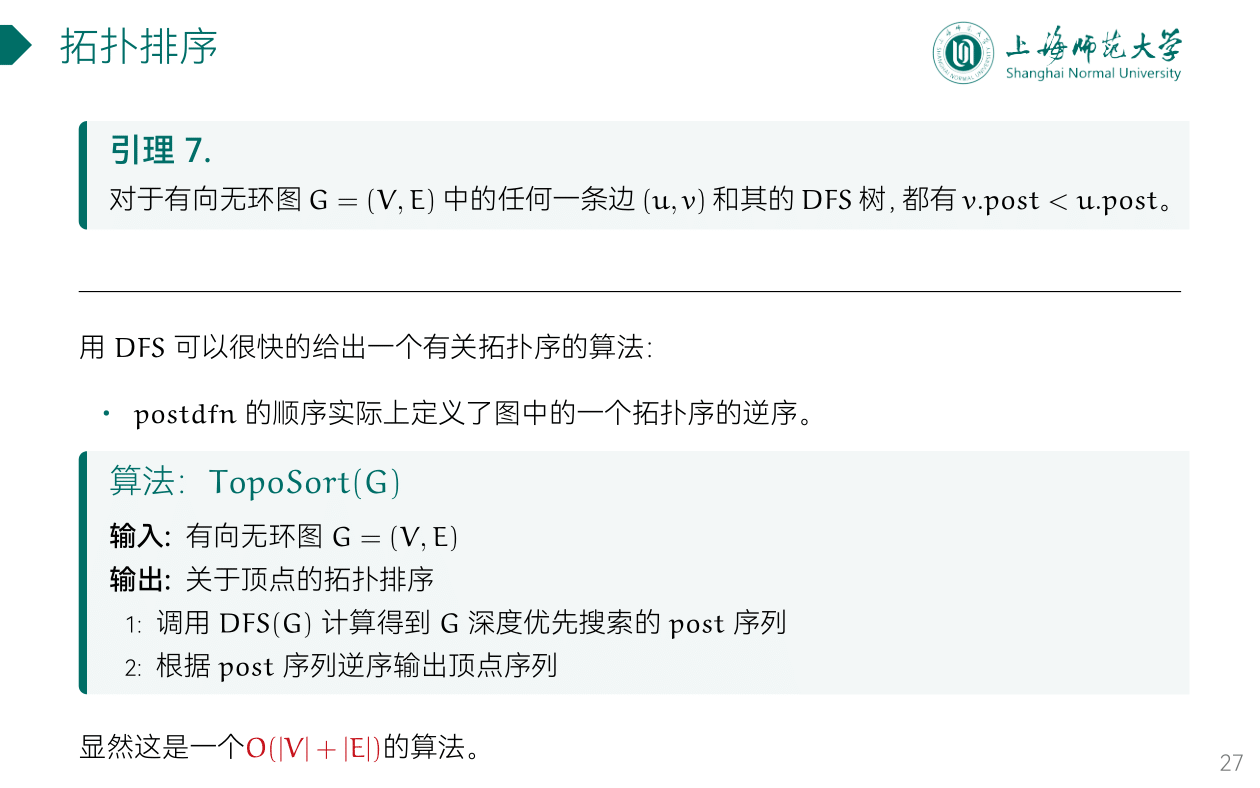 拓扑排序
上海师范大学
Shanghai Normal University
引理 7.
对于有向无环图 G = (V, E) 中的任何一条边 (u, v) 和其的 DFS 树, 都有 v.post < u.post。
用 DFS 可以很快的给出一个有关拓扑序的算法:
• postdfn 的顺序实际上定义了图中的一个拓扑序的逆序。
算法: TopoSort(G)
输入: 有向无环图 G = (V, E)
输出: 关于顶点的拓扑排序
1: 调用 DFS(G) 计算得到 G 深度优先搜索的 post 序列
2: 根据 post 序列逆序输出顶点序列
显然这是一个O(|V| + |E|)的算法。
27